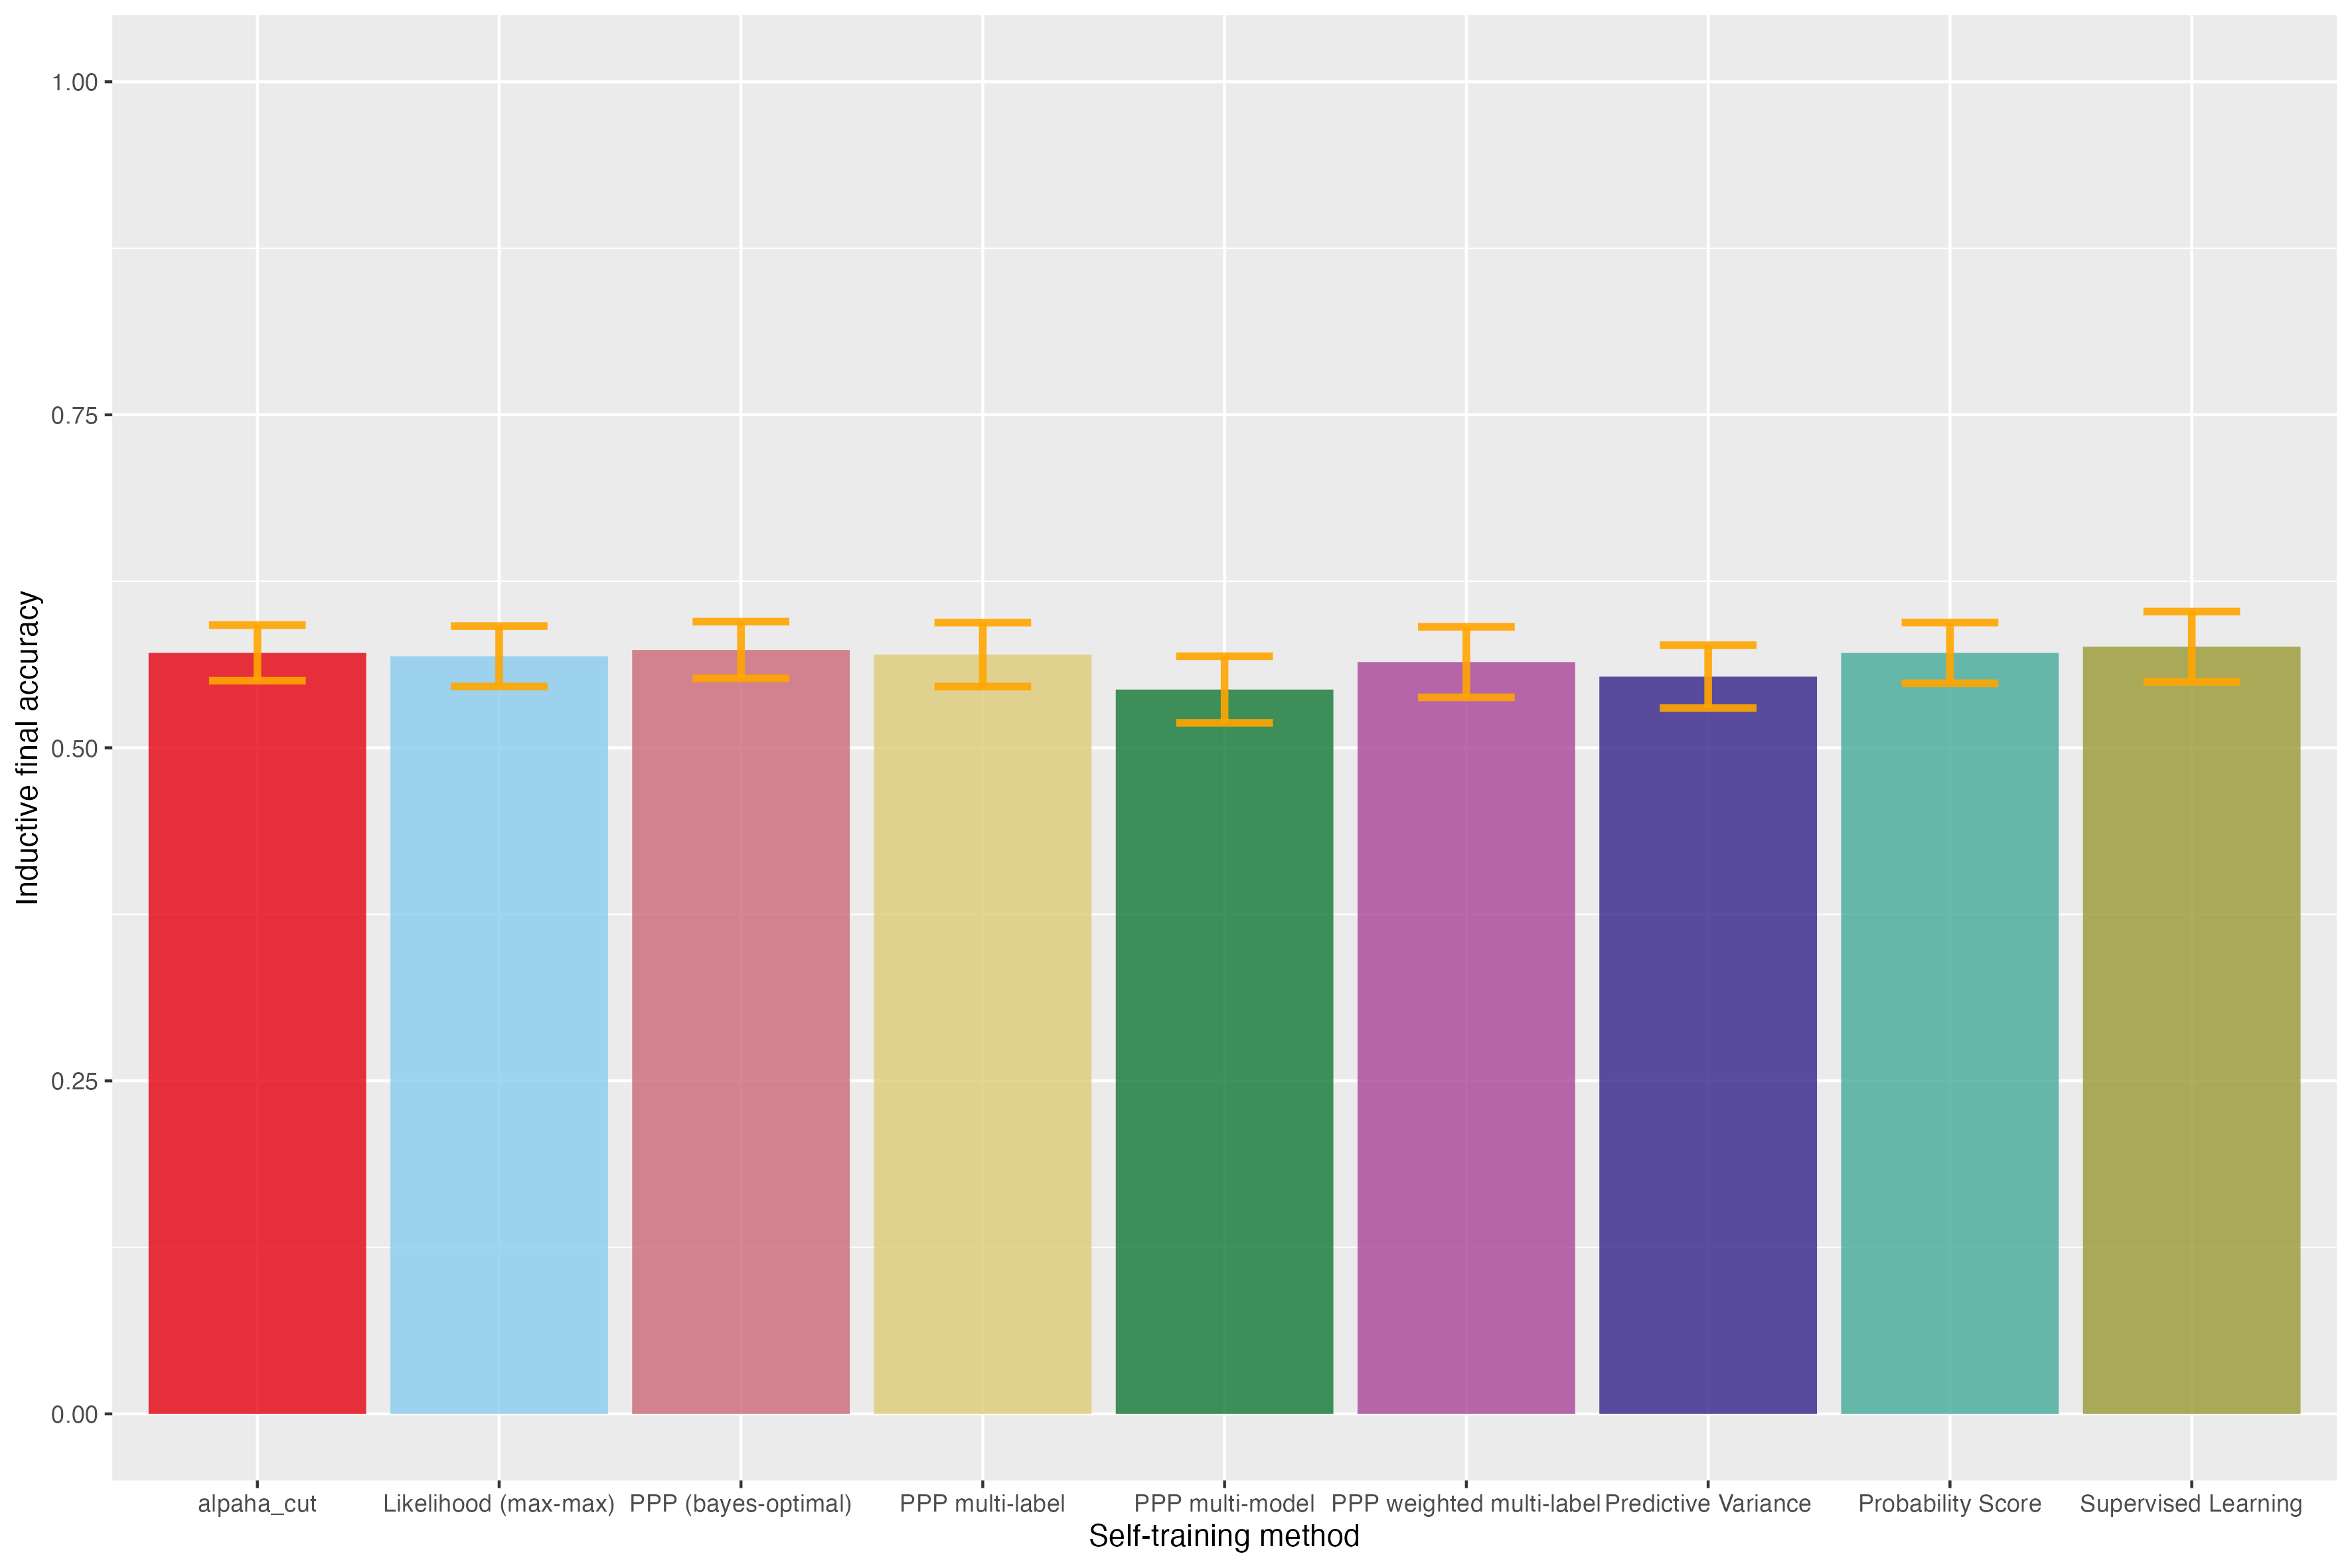 1.00
0.75
0.50
0.25
0.00
Inductive final accuracy
alpaha_cut
Likelihood (max-max)
PPP (bayes-optimal)
PPP multi-label
PPP multi-model
PPP weighted multi-label
Predictive Variance
Probability Score
Supervised Learning
Self-training method